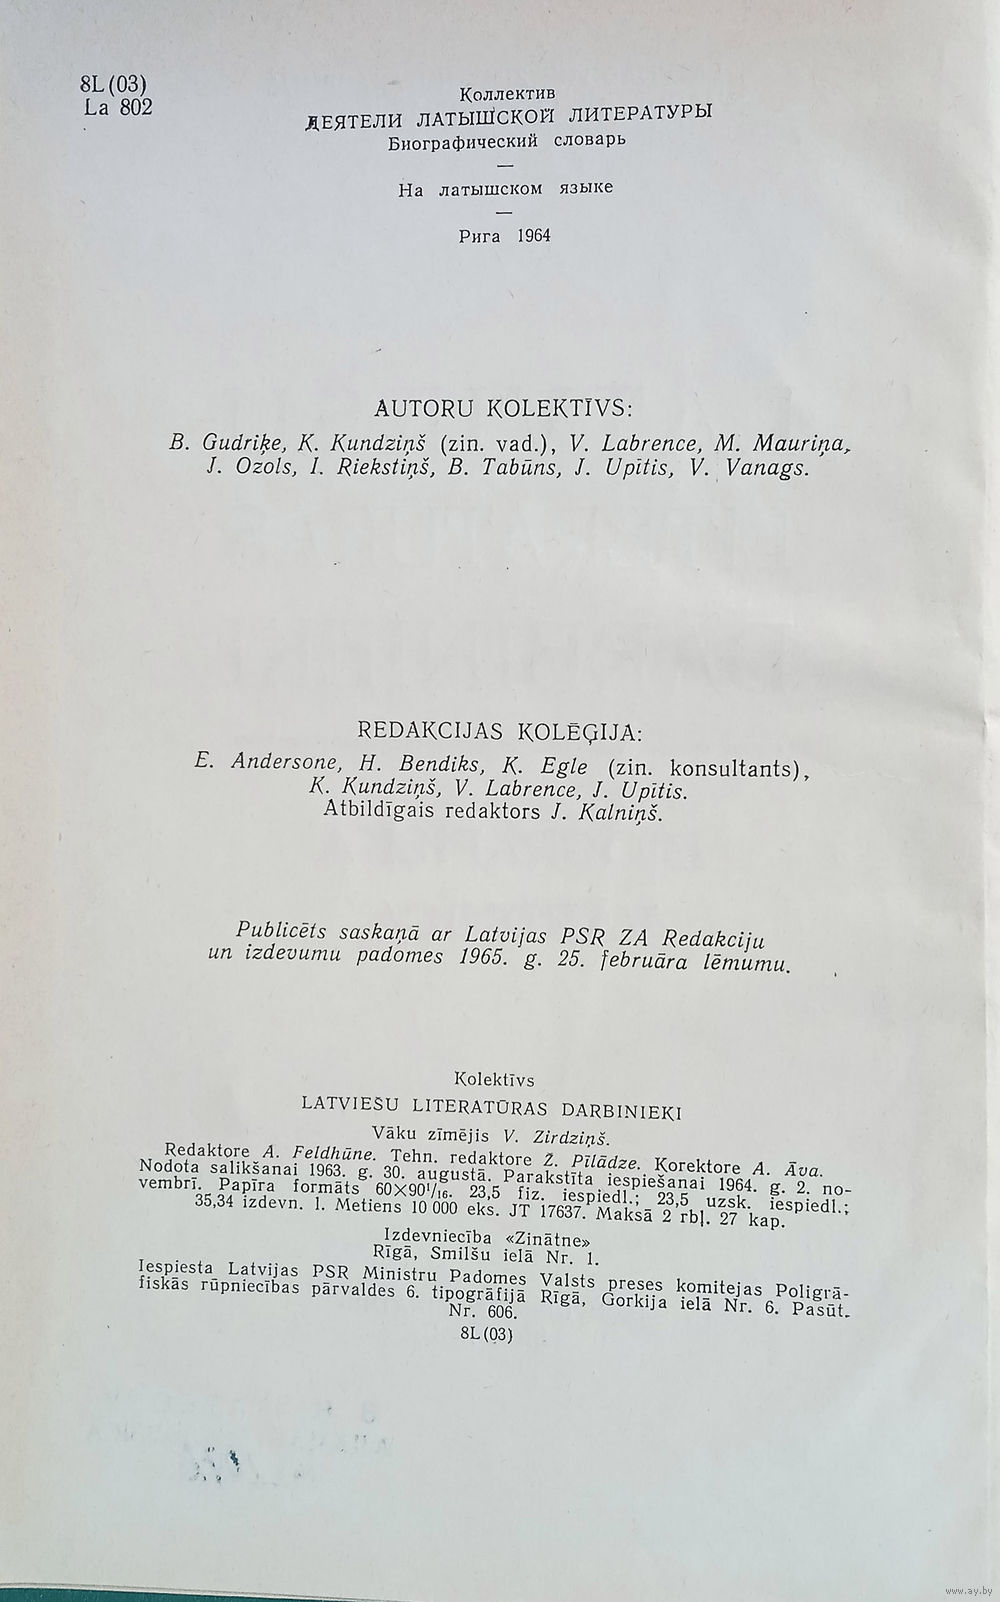 8L(03)
La 802
Коллектив
ДЕЯТЕЛИ ЛАТЫШСКОЙ ЛИТЕРАТУРЫ
Биографический словарь
—
На латышском языке
—
Рига 1964
AUTORU KOLEKTĪVS:
B. Gudriķe, K. Kundziņš (zin. vad.), V. Labrence, M. Mauriņa,
J. Ozols, I. Riekstiņš, B. Tabūns, J. Upītis, V. Vanags.
REDAKCIJAS KOLĒĢIJA:
E. Andersone, H. Bendiks, K. Egle (zin. konsultants),
K. Kundziņš, V. Labrence, J. Upītis.
Atbildīgais redaktors J. Kalniņš.
Publicēts saskaņā ar Latvijas PSR ZA Redakciju
un izdevumu padomes 1965. g. 25. februāra lēmumu.
Kolektīvs
LATVIESU LITERATŪRAS DARBINIEKI
Vāku zīmējis V. Zirdziņš.
Redaktore A. Feldhūne. Tehn. redaktore Ž. Pīlādze. Korektore A. Āva.
Nodota salikšanai 1963. g. 30. augustā. Parakstīta iespiešanai 1964. g. 2. no-
vembrī. Papīra formāts 60×90¹/₁₆. 23,5 fiz. iespiedl.; 23,5 uzsk. iespiedl.;
35,34 izdevn. l. Metiens 10 000 eks. JT 17637. Maksā 2 rbļ. 27 kap.
Izdevniecība «Zinātne»
Rīgā, Smilšu ielā Nr. 1.
Iespiesta Latvijas PSR Ministru Padomes Valsts preses komitejas Poligrā-
fiskās rūpniecības pārvaldes 6. tipogrāfijā Rīgā, Gorkija ielā Nr. 6. Pasūt.
Nr. 606.
8L(03)
www.ay.by